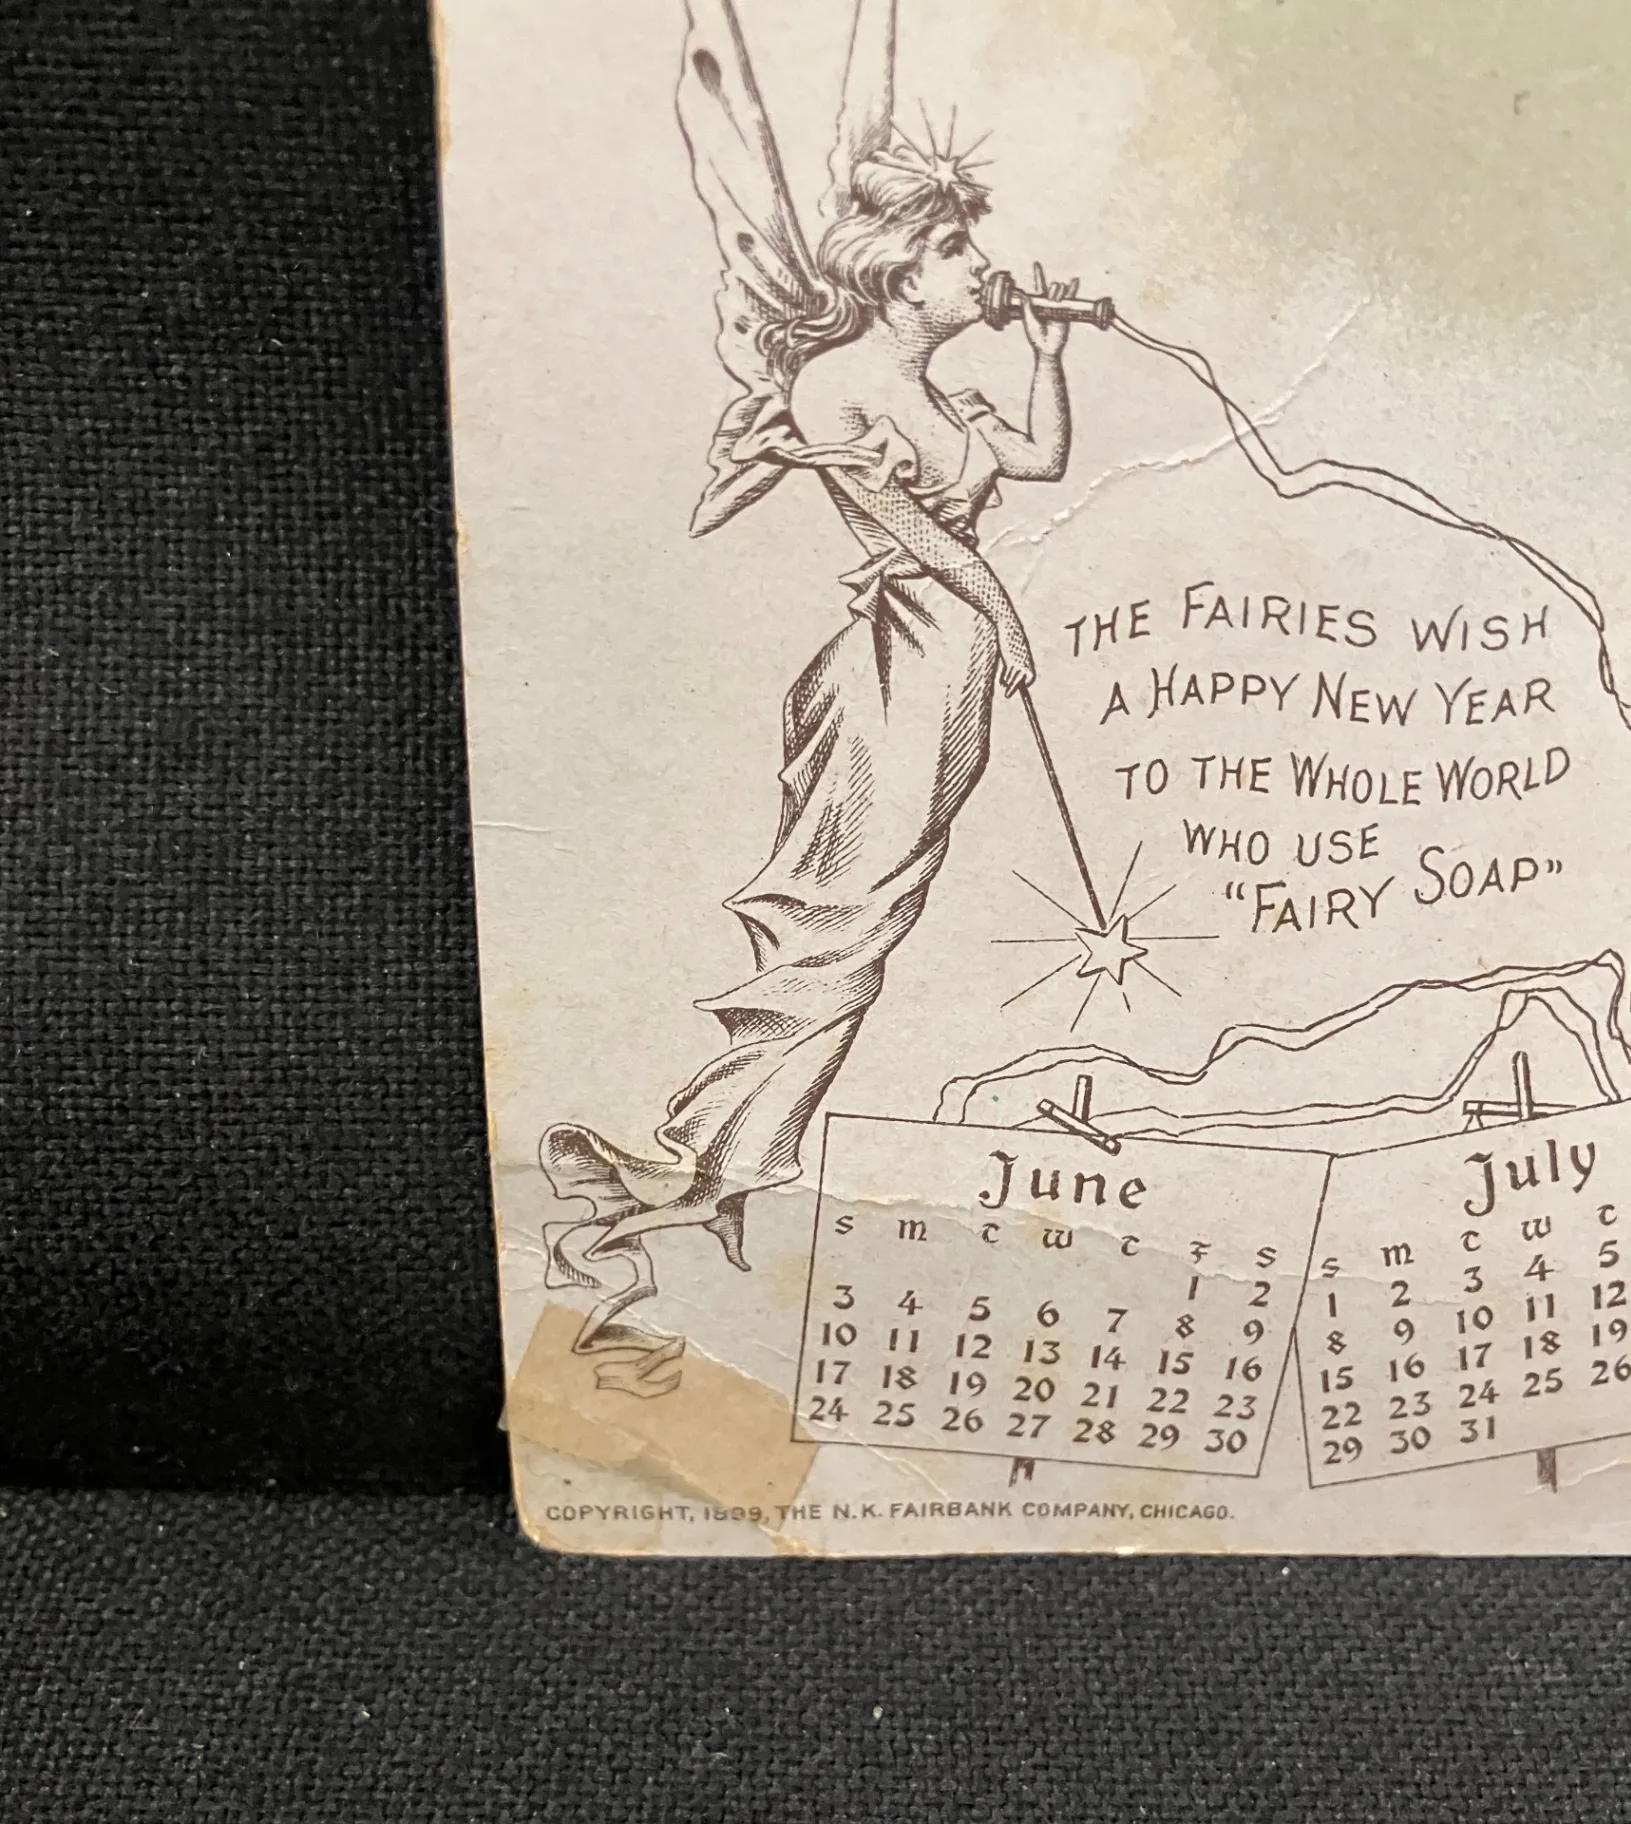 THE FAIRIES WISH
A HAPPY NEW YEAR
TO THE WHOLE WORLD
WHO USE
"FAIRY SOAP"
June
S M T W T F S
1 2
3 4 5 6 7 8 9
10 11 12 13 14 15 16
17 18 19 20 21 22 23
24 25 26 27 28 29 30
July
S M T W T
1 2 3 4 5
8 9 10 11 12
15 16 17 18 19
22 23 24 25 26
29 30 31
COPYRIGHT, 1899, THE N. K. FAIRBANK COMPANY, CHICAGO.